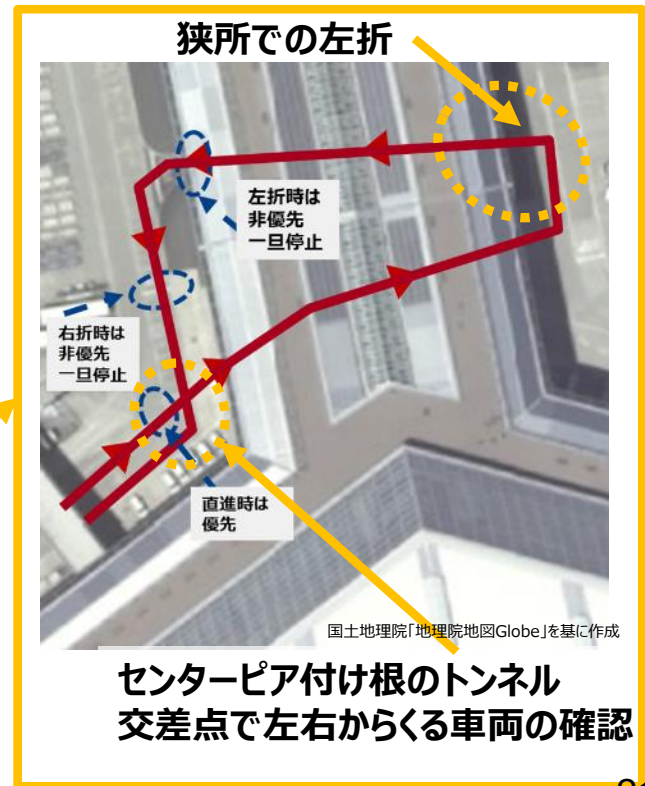 狭所での左折
左折時は
非優先
一旦停止
右折時は
非優先
一旦停止
直進時は
優先
国土地理院「地理院地図Globe」を基に作成
センターピア付け根のトンネル
交差点で左右からくる車両の確認